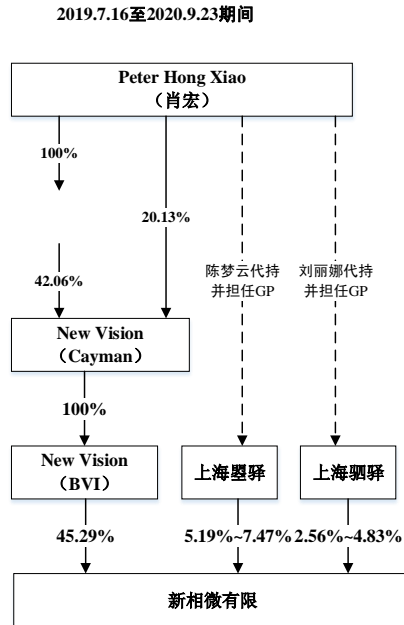 2019.7.16至2020.9.23期间
Peter Hong Xiao
（肖宏）
100%
20.13%
陈梦云代持
并担任GP
刘丽娜代持
并担任GP
42.06%
New Vision
（Cayman）
100%
New Vision
（BVI）
上海曌驿
上海驷驿
45.29%
5.19%~7.47%
2.56%~4.83%
新相微有限